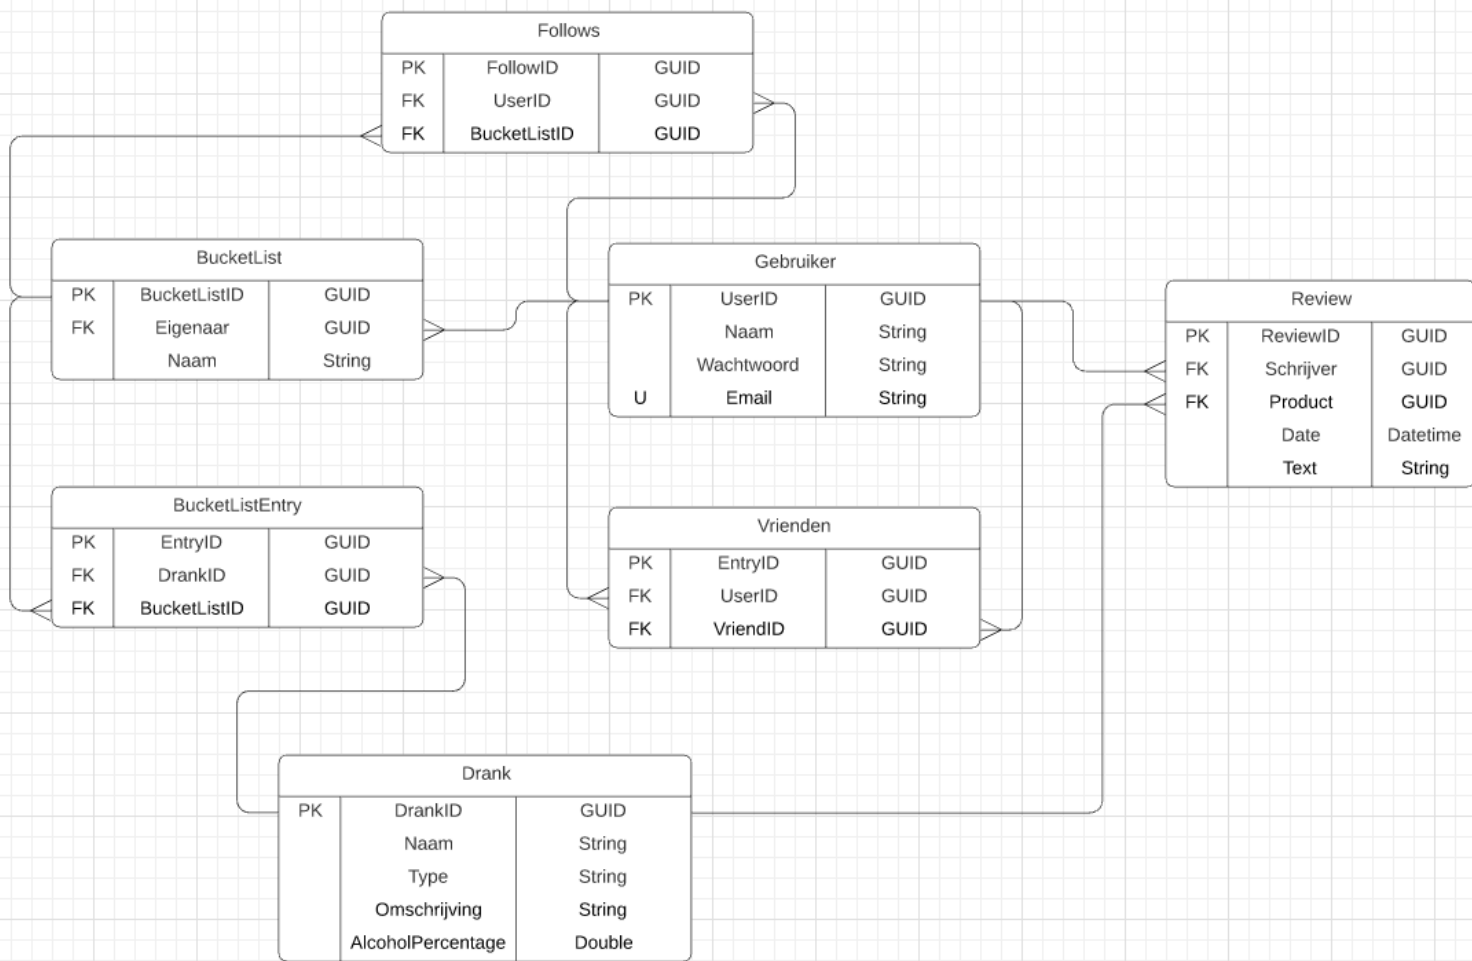 Follows
PK FollowID GUID
FK UserID GUID
FK BucketListID GUID
BucketList
PK BucketListID GUID
FK Eigenaar GUID
Naam String
Gebruiker
PK UserID GUID
Naam String
Wachtwoord String
U Email String
Review
PK ReviewID GUID
FK Schrijver GUID
FK Product GUID
Date Datetime
Text String
BucketListEntry
PK EntryID GUID
FK DrankID GUID
FK BucketListID GUID
Vrienden
PK EntryID GUID
FK UserID GUID
FK VriendID GUID
Drank
PK DrankID GUID
Naam String
Type String
Omschrijving String
AlcoholPercentage Double